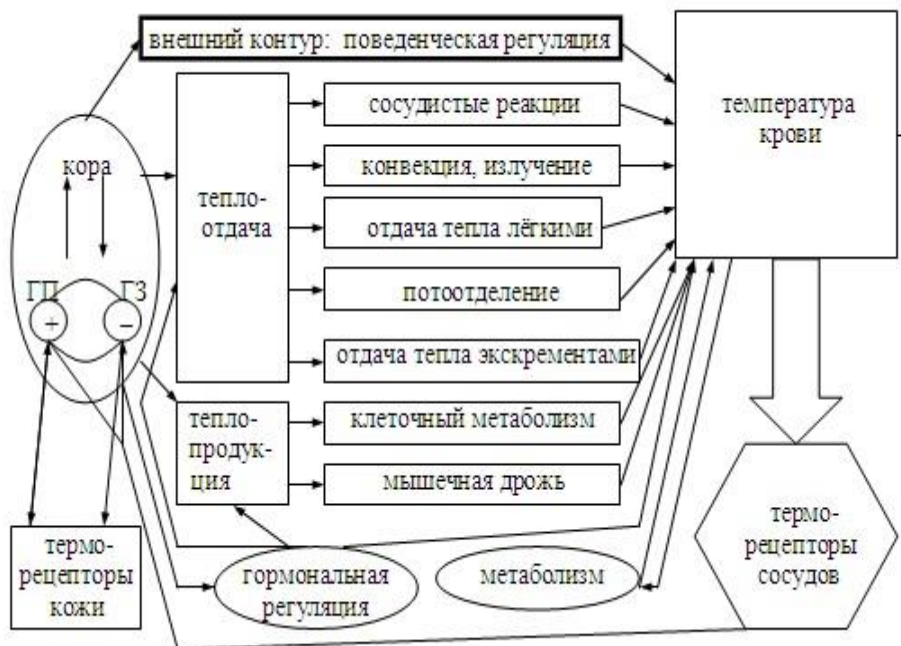 внешний контур: поведенческая регуляция
температура
крови
кора
ГП
ГЗ
+
–
тепло-
отдача
сосудистые реакции
конвекция, излучение
отдача тепла лёгкими
потоотделение
отдача тепла экскрементами
тепло-
продук-
ция
клеточный метаболизм
мышечная дрожь
термо-
рецепторы
кожи
гормональная
регуляция
метаболизм
термо-
рецепторы
сосудов